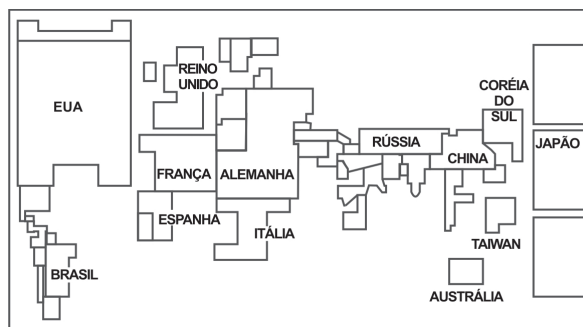 EUA
REINO
UNIDO
FRANÇA
ALEMANHA
ESPANHA
ITÁLIA
BRASIL
RÚSSIA
CHINA
CORÉIA
DO
SUL
JAPÃO
TAIWAN
AUSTRÁLIA